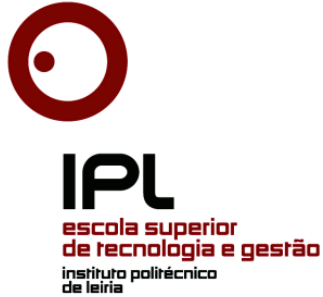 IPL
escola superior
de tecnologia e gestão
instituto politécnico
de leiria